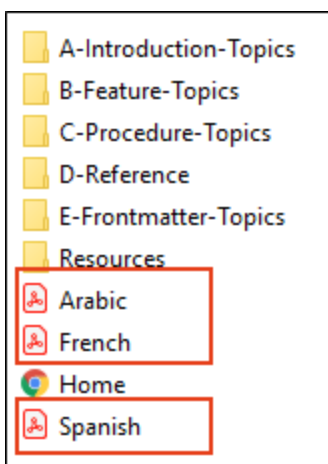 A-Introduction-Topics
B-Feature-Topics
C-Procedure-Topics
D-Reference
E-Frontmatter-Topics
Resources
Arabic
French
Home
Spanish